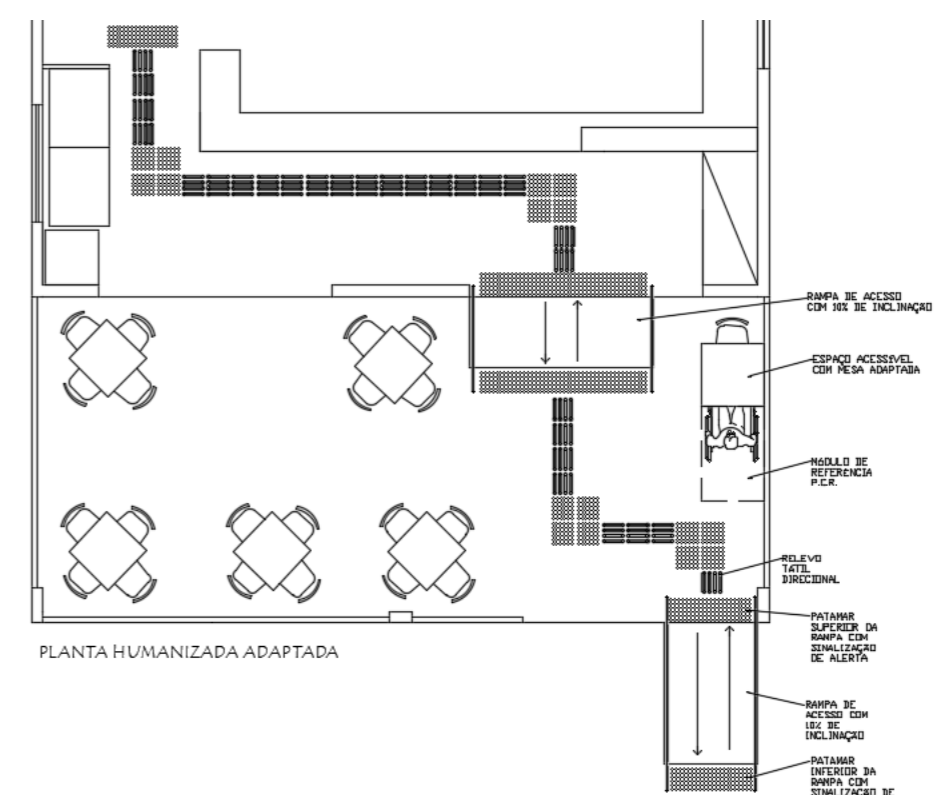 RAMPA DE ACESSO
COM 10% DE INCLINAÇÃO
ESPAÇO ACESSÍVEL
COM MESA ADAPTADA
MÓDULO DE
REFERÊNCIA
P.C.R.
RELEVO
TÁTIL
DIRECIONAL
PATAMAR
SUPERIOR DA
RAMPA COM
SINALIZAÇÃO
DE ALERTA
PLANTA HUMANIZADA ADAPTADA
RAMPA DE
ACESSO COM
10% DE
INCLINAÇÃO
PATAMAR
INFERIOR DA
RAMPA COM
SINALIZAÇÃO DE